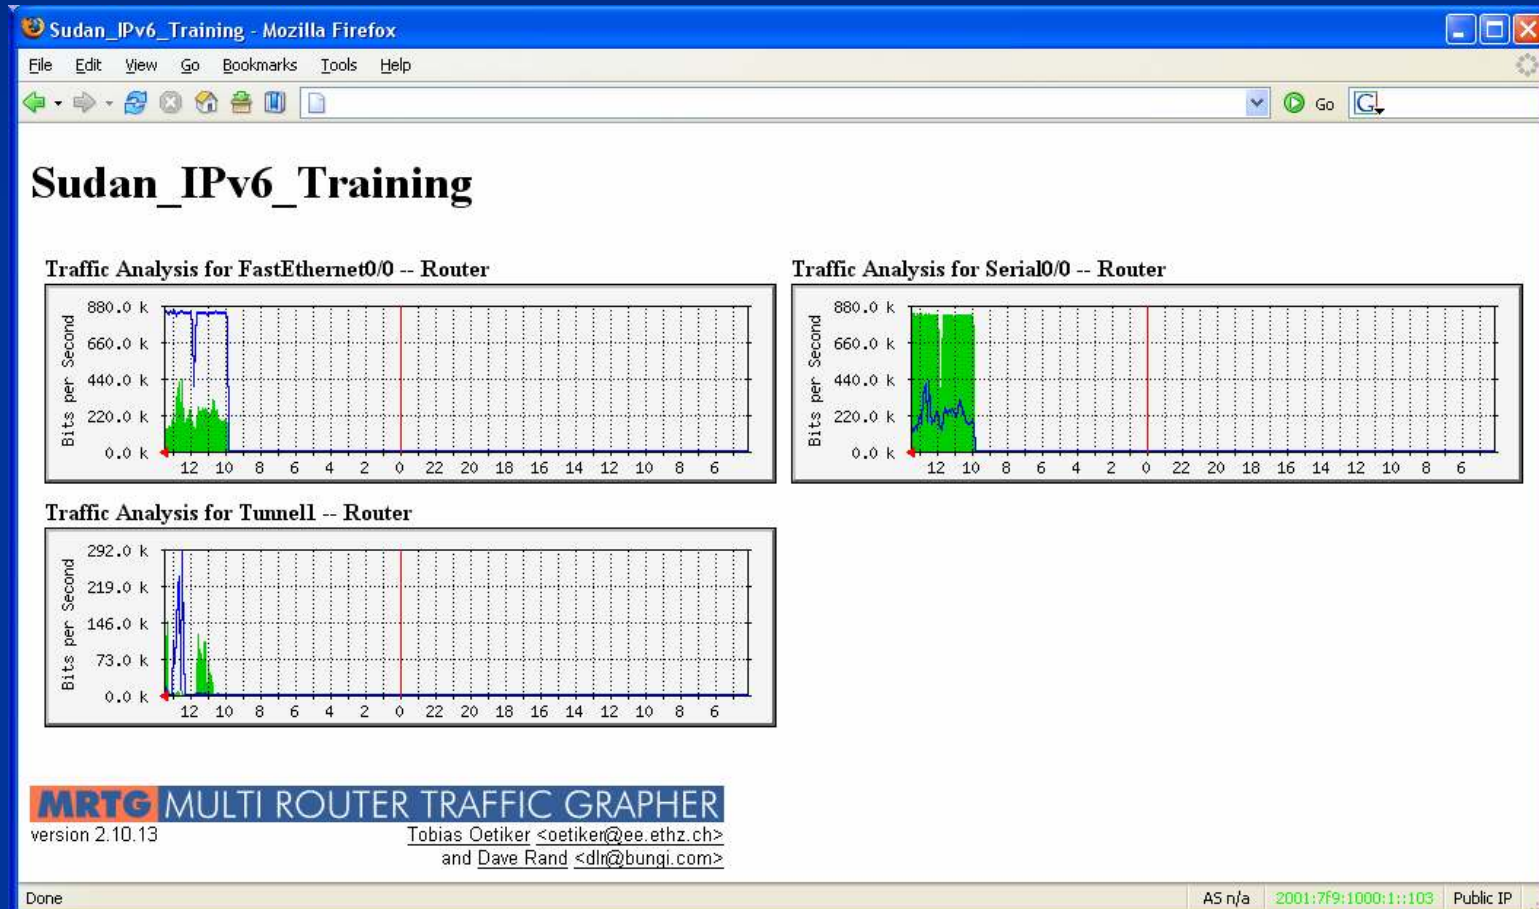 Sudan_IPv6_Training - Mozilla Firefox
File Edit View Go Bookmarks Tools Help
Go
G
Sudan_IPv6_Training
Traffic Analysis for FastEthernet0/0 -- Router
Bits per Second
880.0 k
660.0 k
440.0 k
220.0 k
0.0 k
12 10 8 6 4 2 0 22 20 18 16 14 12 10 8 6
Traffic Analysis for Serial0/0 -- Router
Bits per Second
880.0 k
660.0 k
440.0 k
220.0 k
0.0 k
12 10 8 6 4 2 0 22 20 18 16 14 12 10 8 6
Traffic Analysis for Tunnel1 -- Router
Bits per Second
292.0 k
219.0 k
146.0 k
73.0 k
0.0 k
12 10 8 6 4 2 0 22 20 18 16 14 12 10 8 6
MRTG MULTI ROUTER TRAFFIC GRAPHER
version 2.10.13 Tobias Oetiker <oetiker@ee.ethz.ch>
and Dave Rand <dlr@bungi.com>
Done AS n/a 2001:7f9:1000:1::103 Public IP